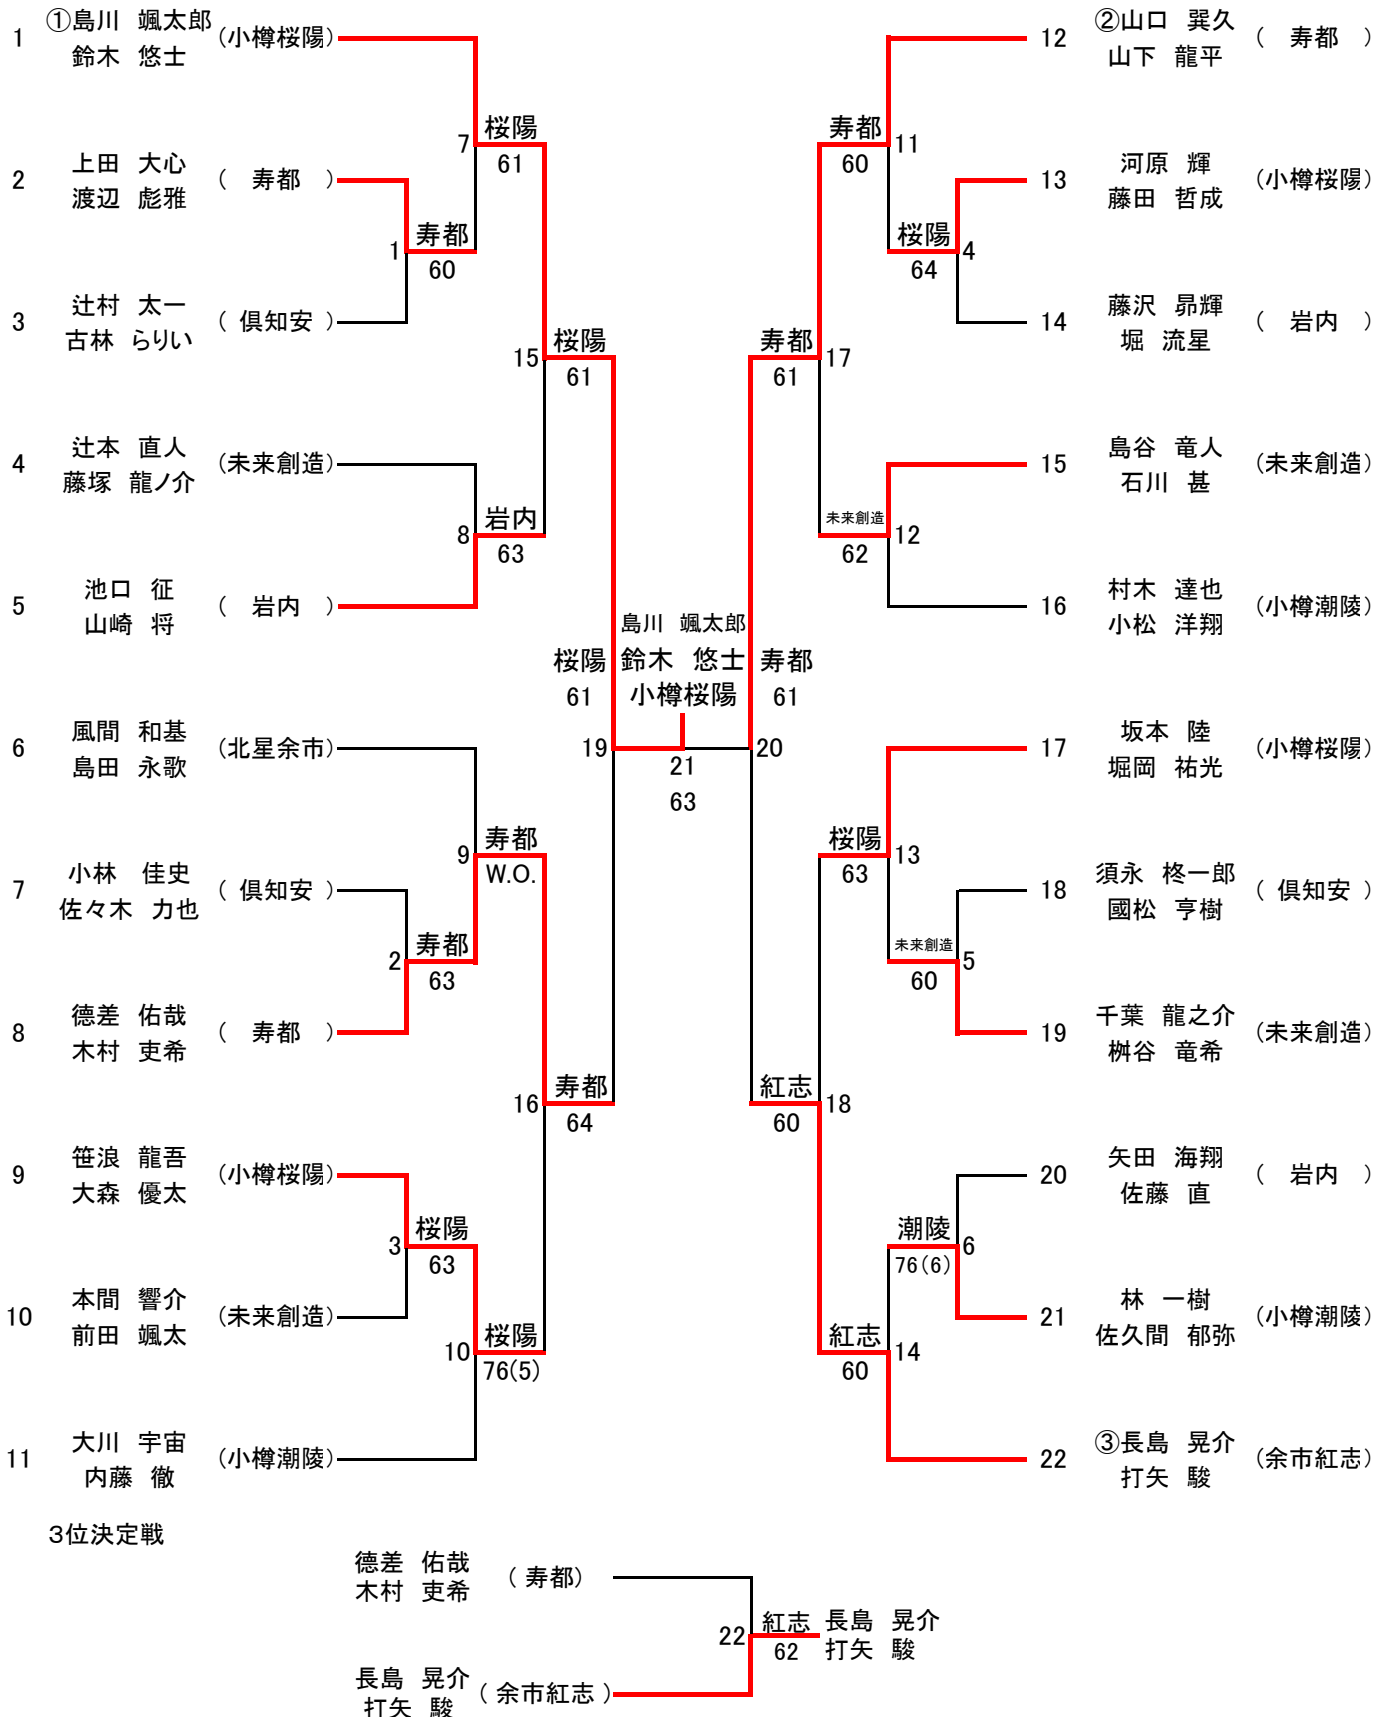 1 ①島川 颯太郎 (小樽桜陽)
鈴木 悠士
7 桜陽
61
2 上田 大心 ( 寿都 )
渡辺 彪雅
1 寿都
60
3 辻村 太一 ( 倶知安 )
古林 らりい
15 桜陽
61
4 辻本 直人 (未来創造)
藤塚 龍ノ介
8 岩内
63
5 池口 征 ( 岩内 )
山崎 将
桜陽
61
19
6 風間 和基 (北星余市)
島田 永歌
9 寿都
W.O.
7 小林 佳史 ( 倶知安 )
佐々木 力也
2 寿都
63
8 德差 佑哉 ( 寿都 )
木村 吏希
16 寿都
64
9 笹浪 龍吾 (小樽桜陽)
大森 優太
3 桜陽
63
10 本間 響介 (未来創造)
前田 颯太
10 桜陽
76(5)
11 大川 宇宙 (小樽潮陵)
内藤 徹
島川 颯太郎
鈴木 悠士
小樽桜陽
21
63
12 ②山口 巽久 ( 寿都 )
山下 龍平
寿都 11
60
13 河原 輝 (小樽桜陽)
藤田 哲成
桜陽 4
64
14 藤沢 昴輝 ( 岩内 )
堀 流星
寿都 17
61
15 島谷 竜人 (未来創造)
石川 甚
未来創造 12
62
16 村木 達也 (小樽潮陵)
小松 洋翔
寿都
61
20
17 坂本 陸 (小樽桜陽)
堀岡 祐光
桜陽 13
63
18 須永 柊一郎 ( 倶知安 )
國松 亨樹
未来創造 5
60
19 千葉 龍之介 (未来創造)
桝谷 竜希
紅志 18
60
20 矢田 海翔 ( 岩内 )
佐藤 直
潮陵 6
76(6)
21 林 一樹 (小樽潮陵)
佐久間 郁弥
紅志 14
60
22 ③長島 晃介 (余市紅志)
打矢 駿
3位決定戦
德差 佑哉 ( 寿都)
木村 吏希
22 紅志 長島 晃介
62 打矢 駿
長島 晃介 ( 余市紅志 )
打矢 駿